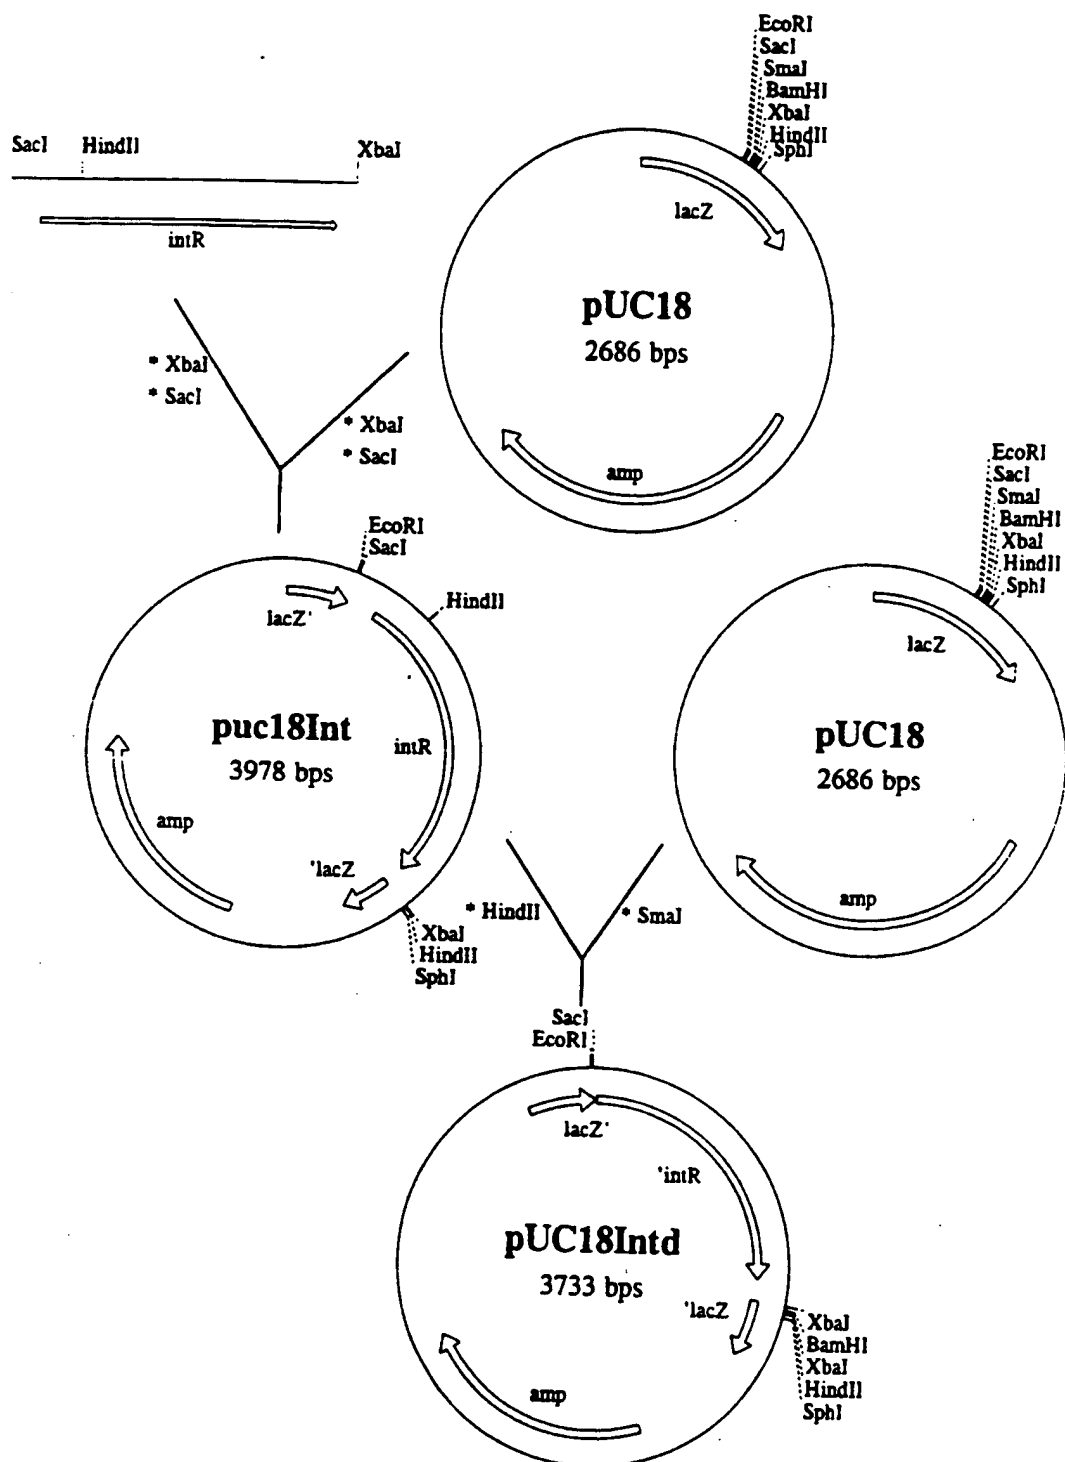 EcoRI
SacI
SmaI
BamHI
XbaI
HindII
SphI
SacI HindII XbaI
intR
lacZ
pUC18
2686 bps
amp
* XbaI
* SacI
* XbaI
* SacI
EcoRI
SacI
HindII
lacZ'
puc18Int
3978 bps
intR
amp
'lacZ
XbaI
HindII
SphI
EcoRI
SacI
SmaI
BamHI
XbaI
HindII
SphI
lacZ
pUC18
2686 bps
amp
* HindII
* SmaI
SacI
EcoRI
lacZ'
'intR
pUC18Intd
3733 bps
'lacZ
amp
XbaI
BamHI
XbaI
HindII
SphI